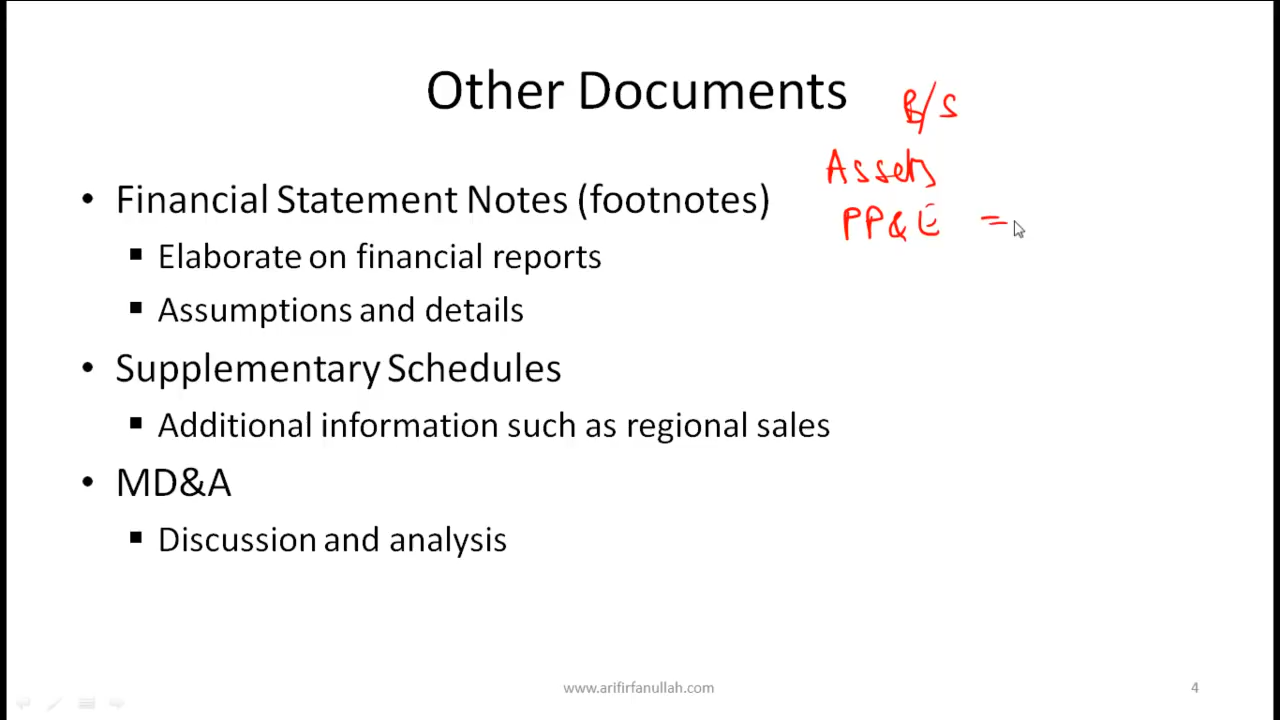 Other Documents
B/S
Assets
• Financial Statement Notes (footnotes)
PP&E =
▪ Elaborate on financial reports
▪ Assumptions and details
• Supplementary Schedules
▪ Additional information such as regional sales
• MD&A
▪ Discussion and analysis
www.arifirfanullah.com
4